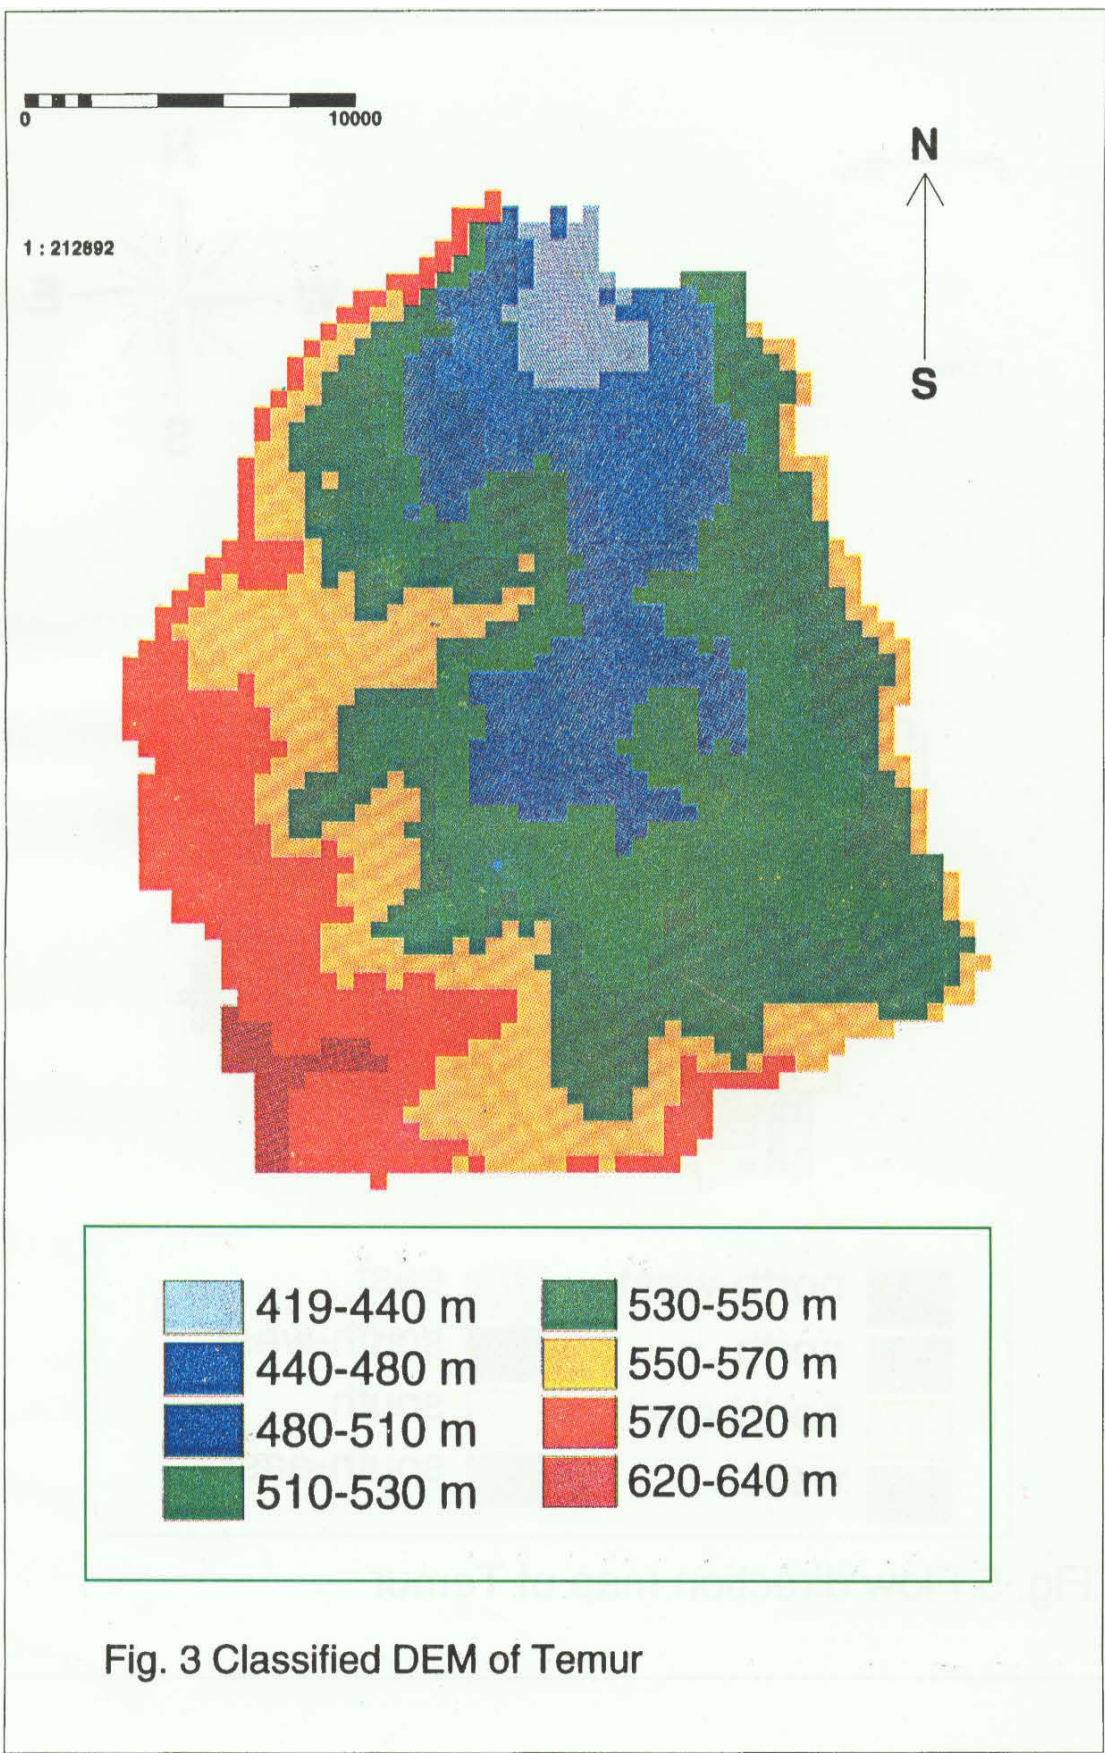 0 10000
N
1 : 212892
S
419-440 m
440-480 m
480-510 m
510-530 m
530-550 m
550-570 m
570-620 m
620-640 m
Fig. 3 Classified DEM of Temur